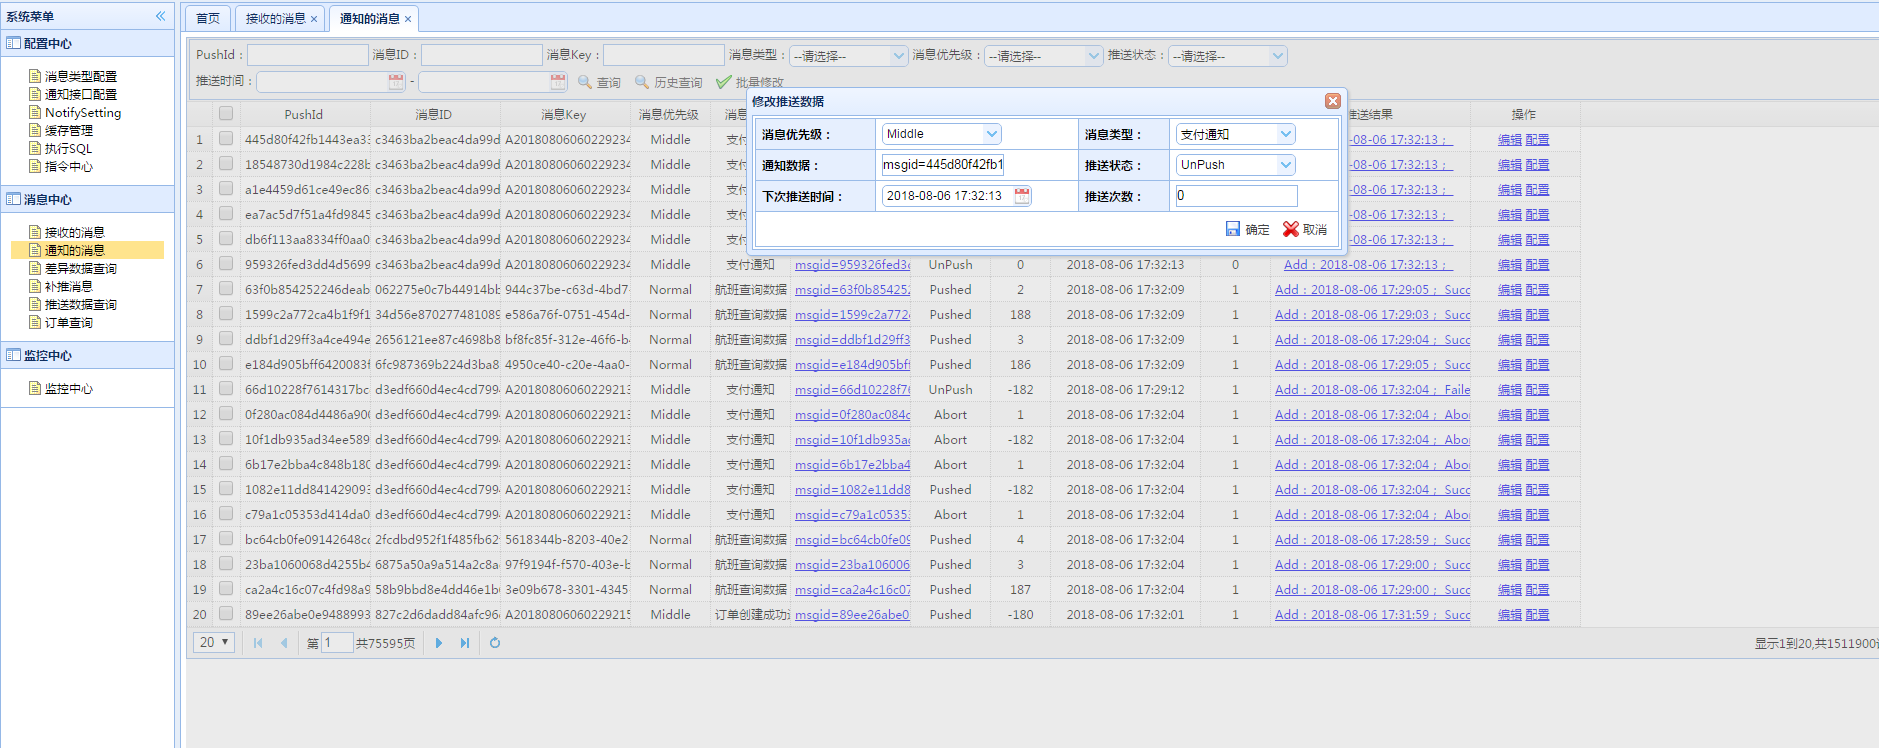 系统菜单
首页 接收的消息 × 通知的消息 ×
配置中心
消息类型配置
通知接口配置
NotifySetting
缓存管理
执行SQL
指令中心
消息中心
接收的消息
通知的消息
差异数据查询
补推消息
推送数据查询
订单查询
监控中心
监控中心
PushId : 消息ID : 消息Key : 消息类型 : --请选择-- 消息优先级 : --请选择-- 推送状态 : --请选择--
推送时间 : - 查询 历史查询 批量修改
修改推送数据
消息优先级： Middle 消息类型： 支付通知
通知数据： msgid=445d80f42fb1 推送状态： UnPush
下次推送时间： 2018-08-06 17:32:13 推送次数： 0
确定 取消
PushId 消息ID 消息Key 消息优先级 消息 推送结果 操作
1 445d80f42fb1443ea33 c3463ba2beac4da99d A20180806060229234 Middle 支付 -08-06 17:32:13； 编辑 配置
2 18548730d1984c228b c3463ba2beac4da99d A20180806060229234 Middle 支付 -08-06 17:32:13； 编辑 配置
3 a1e4459d61ce49ec86 c3463ba2beac4da99d A20180806060229234 Middle 支付 -08-06 17:32:13； 编辑 配置
4 ea7ac5d7f51a4fd9845 c3463ba2beac4da99d A20180806060229234 Middle 支付 -08-06 17:32:13； 编辑 配置
5 db6f113aa8334ff0aa0 c3463ba2beac4da99d A20180806060229234 Middle 支付 -08-06 17:32:13； 编辑 配置
6 959326fed3dd4d5699 c3463ba2beac4da99d A20180806060229234 Middle 支付通知 msgid=959326fed3d UnPush 0 2018-08-06 17:32:13 0 Add : 2018-08-06 17:32:13； 编辑 配置
7 63f0b854252246deab 062275e0c7b44914bb 944c37be-c63d-4bd7- Normal 航班查询数据 msgid=63f0b854252 Pushed 2 2018-08-06 17:32:09 1 Add : 2018-08-06 17:29:05； Succ 编辑 配置
8 1599c2a772ca4b1f9f1 34d56e870277481089 e586a76f-0751-454d- Normal 航班查询数据 msgid=1599c2a772c Pushed 188 2018-08-06 17:32:09 1 Add : 2018-08-06 17:29:03； Succ 编辑 配置
9 ddbf1d29ff3a4ce494e 2656121ee87c4698b8 bf8fc85f-312e-46f6-b4 Normal 航班查询数据 msgid=ddbf1d29ff3 Pushed 3 2018-08-06 17:32:09 1 Add : 2018-08-06 17:29:04； Succ 编辑 配置
10 e184d905bff6420083f 6fc987369b224d3ba8 4950ce40-c20e-4aa0- Normal 航班查询数据 msgid=e184d905bff Pushed 186 2018-08-06 17:32:09 1 Add : 2018-08-06 17:29:05； Succ 编辑 配置
11 66d10228f7614317bc d3edf660d4ec4cd799 A20180806060229213 Middle 支付通知 msgid=66d10228f76 UnPush -182 2018-08-06 17:29:12 1 Add : 2018-08-06 17:32:04； Faile 编辑 配置
12 0f280ac084d4486a900 d3edf660d4ec4cd799 A20180806060229213 Middle 支付通知 msgid=0f280ac084d Abort 1 2018-08-06 17:32:04 1 Add : 2018-08-06 17:32:04； Abor 编辑 配置
13 10f1db935ad34ee589 d3edf660d4ec4cd799 A20180806060229213 Middle 支付通知 msgid=10f1db935ad Abort -182 2018-08-06 17:32:04 1 Add : 2018-08-06 17:32:04； Abor 编辑 配置
14 6b17e2bba4c848b180 d3edf660d4ec4cd799 A20180806060229213 Middle 支付通知 msgid=6b17e2bba4 Abort 1 2018-08-06 17:32:04 1 Add : 2018-08-06 17:32:04； Abor 编辑 配置
15 1082e11dd841429093 d3edf660d4ec4cd799 A20180806060229213 Middle 支付通知 msgid=1082e11dd8 Pushed -182 2018-08-06 17:32:04 1 Add : 2018-08-06 17:32:04； Succ 编辑 配置
16 c79a1c05353d414da0 d3edf660d4ec4cd799 A20180806060229213 Middle 支付通知 msgid=c79a1c05353 Abort 1 2018-08-06 17:32:04 1 Add : 2018-08-06 17:32:04； Abor 编辑 配置
17 bc64cb0fe09142648cc 2fcdbd952f1f485fb62 5618344b-8203-40e2 Normal 航班查询数据 msgid=bc64cb0fe09 Pushed 4 2018-08-06 17:32:04 1 Add : 2018-08-06 17:28:59； Succ 编辑 配置
18 23ba1060068d4255b4 6875a50a9a514a2c8a 97f9194f-f570-403e-b Normal 航班查询数据 msgid=23ba106006 Pushed 3 2018-08-06 17:32:04 1 Add : 2018-08-06 17:29:00； Succ 编辑 配置
19 ca2a4c16c07c4fd98a9 58b9bbd8e4dd46e1b 3e09b678-3301-4345 Normal 航班查询数据 msgid=ca2a4c16c07 Pushed 187 2018-08-06 17:32:04 1 Add : 2018-08-06 17:29:00； Succ 编辑 配置
20 89ee26abe0e9488993 827c2d6dadd84afc96 A20180806060229215 Middle 订单创建成功 msgid=89ee26abe0 Pushed -180 2018-08-06 17:32:01 1 Add : 2018-08-06 17:31:59； Succ 编辑 配置
20 第 1 共75595页 显示1到20,共1511900